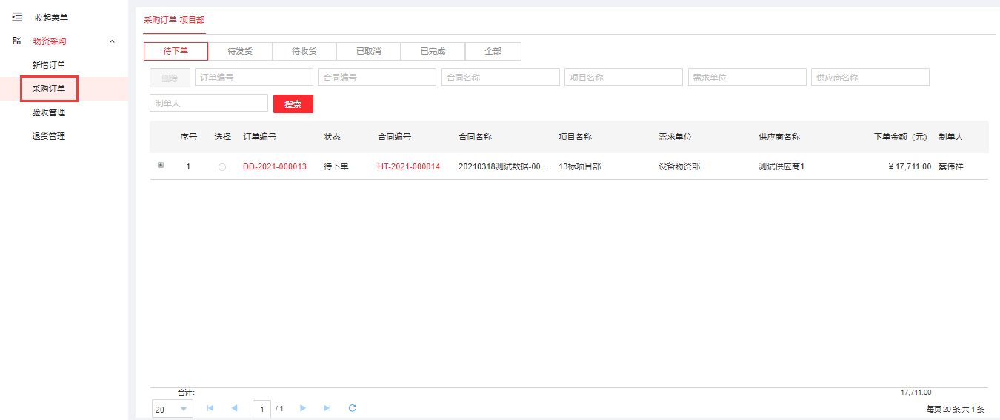 收起菜单
物资采购
新增订单
采购订单
验收管理
退货管理
采购订单-项目部
待下单 待发货 待收货 已取消 已完成 全部
删除 订单编号 合同编号 合同名称 项目名称 需求单位 供应商名称
制单人 搜索
序号 选择 订单编号 状态 合同编号 合同名称 项目名称 需求单位 供应商名称 下单金额（元） 制单人
1 DD-2021-000013 待下单 HT-2021-000014 20210318测试数据-00... 13标项目部 设备物资部 测试供应商1 ¥ 17,711.00 蔡伟祥
合计: 17,711.00
20 1 / 1 每页 20 条,共 1 条